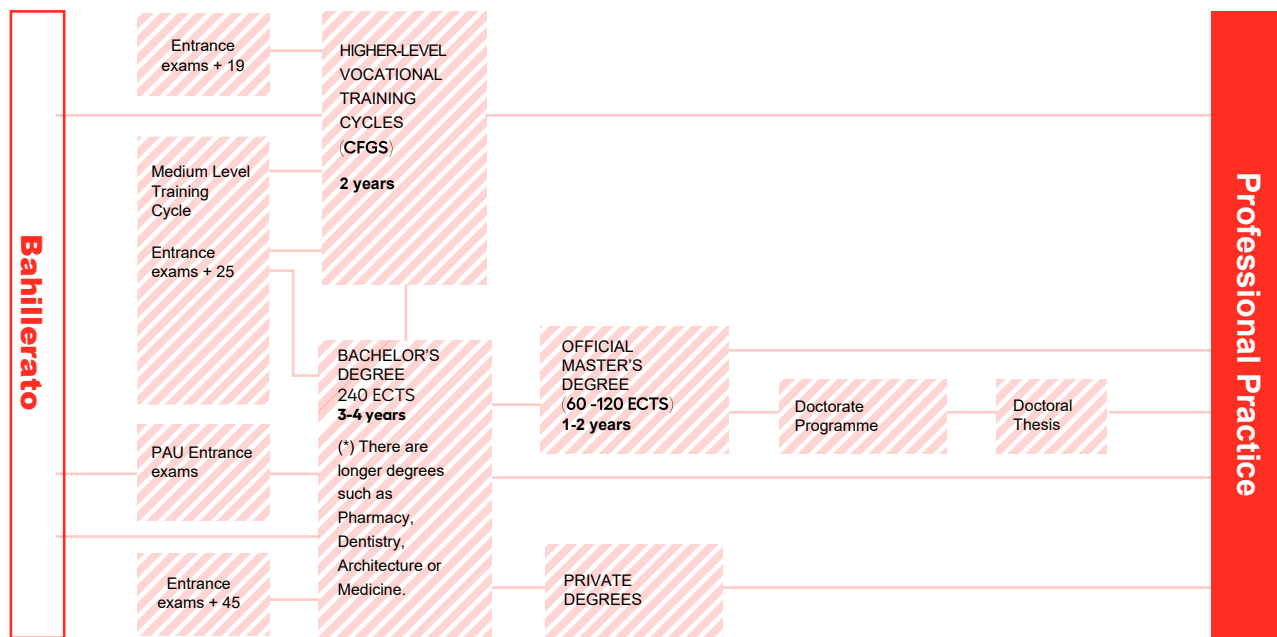 Bahillerato
Entrance
exams + 19
Medium Level
Training
Cycle
Entrance
exams + 25
PAU Entrance
exams
Entrance
exams + 45
HIGHER-LEVEL
VOCATIONAL
TRAINING
CYCLES
(CFGS)
2 years
BACHELOR'S
DEGREE
240 ECTS
3-4 years
(*) There are
longer degrees
such as
Pharmacy,
Dentistry,
Architecture or
Medicine.
OFFICIAL
MASTER'S
DEGREE
(60 -120 ECTS)
1-2 years
PRIVATE
DEGREES
Doctorate
Programme
Doctoral
Thesis
Professional Practice